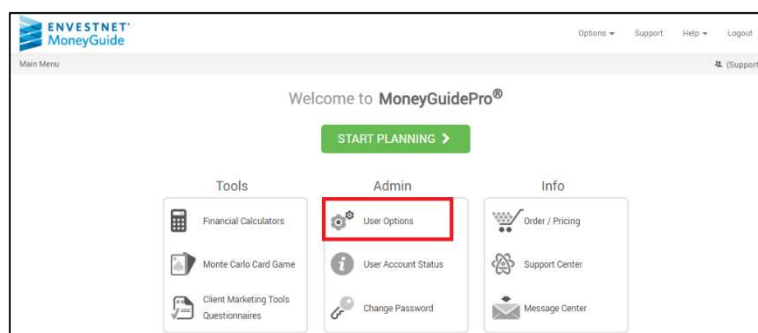 ENVESTNET®
MoneyGuide
Options Support Help Logout
Main Menu
(Support
Welcome to MoneyGuidePro®
START PLANNING
Tools
Admin
Info
Financial Calculators
User Options
Order / Pricing
Monte Carlo Card Game
User Account Status
Support Center
Client Marketing Tools
Questionnaires
Change Password
Message Center